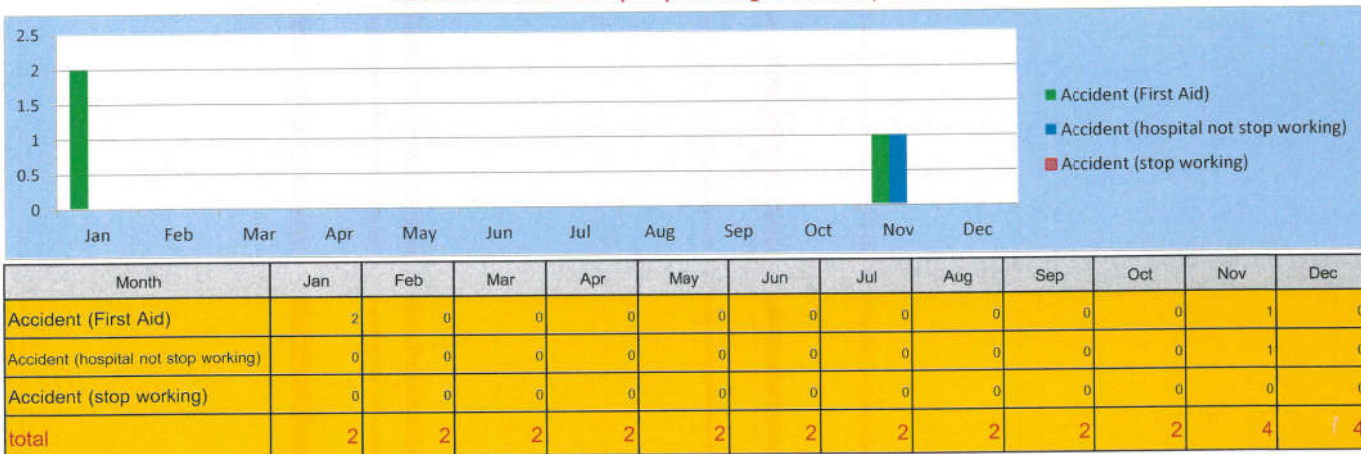 2.5
2
1.5
1
0.5
0
Jan Feb Mar Apr May Jun Jul Aug Sep Oct Nov Dec
Accident (First Aid)
Accident (hospital not stop working)
Accident (stop working)
Month Jan Feb Mar Apr May Jun Jul Aug Sep Oct Nov Dec
Accident (First Aid) 2 0 0 0 0 0 0 0 0 0 1 0
Accident (hospital not stop working) 0 0 0 0 0 0 0 0 0 0 1 0
Accident (stop working) 0 0 0 0 0 0 0 0 0 0 0 0
total 2 2 2 2 2 2 2 2 2 2 4 4